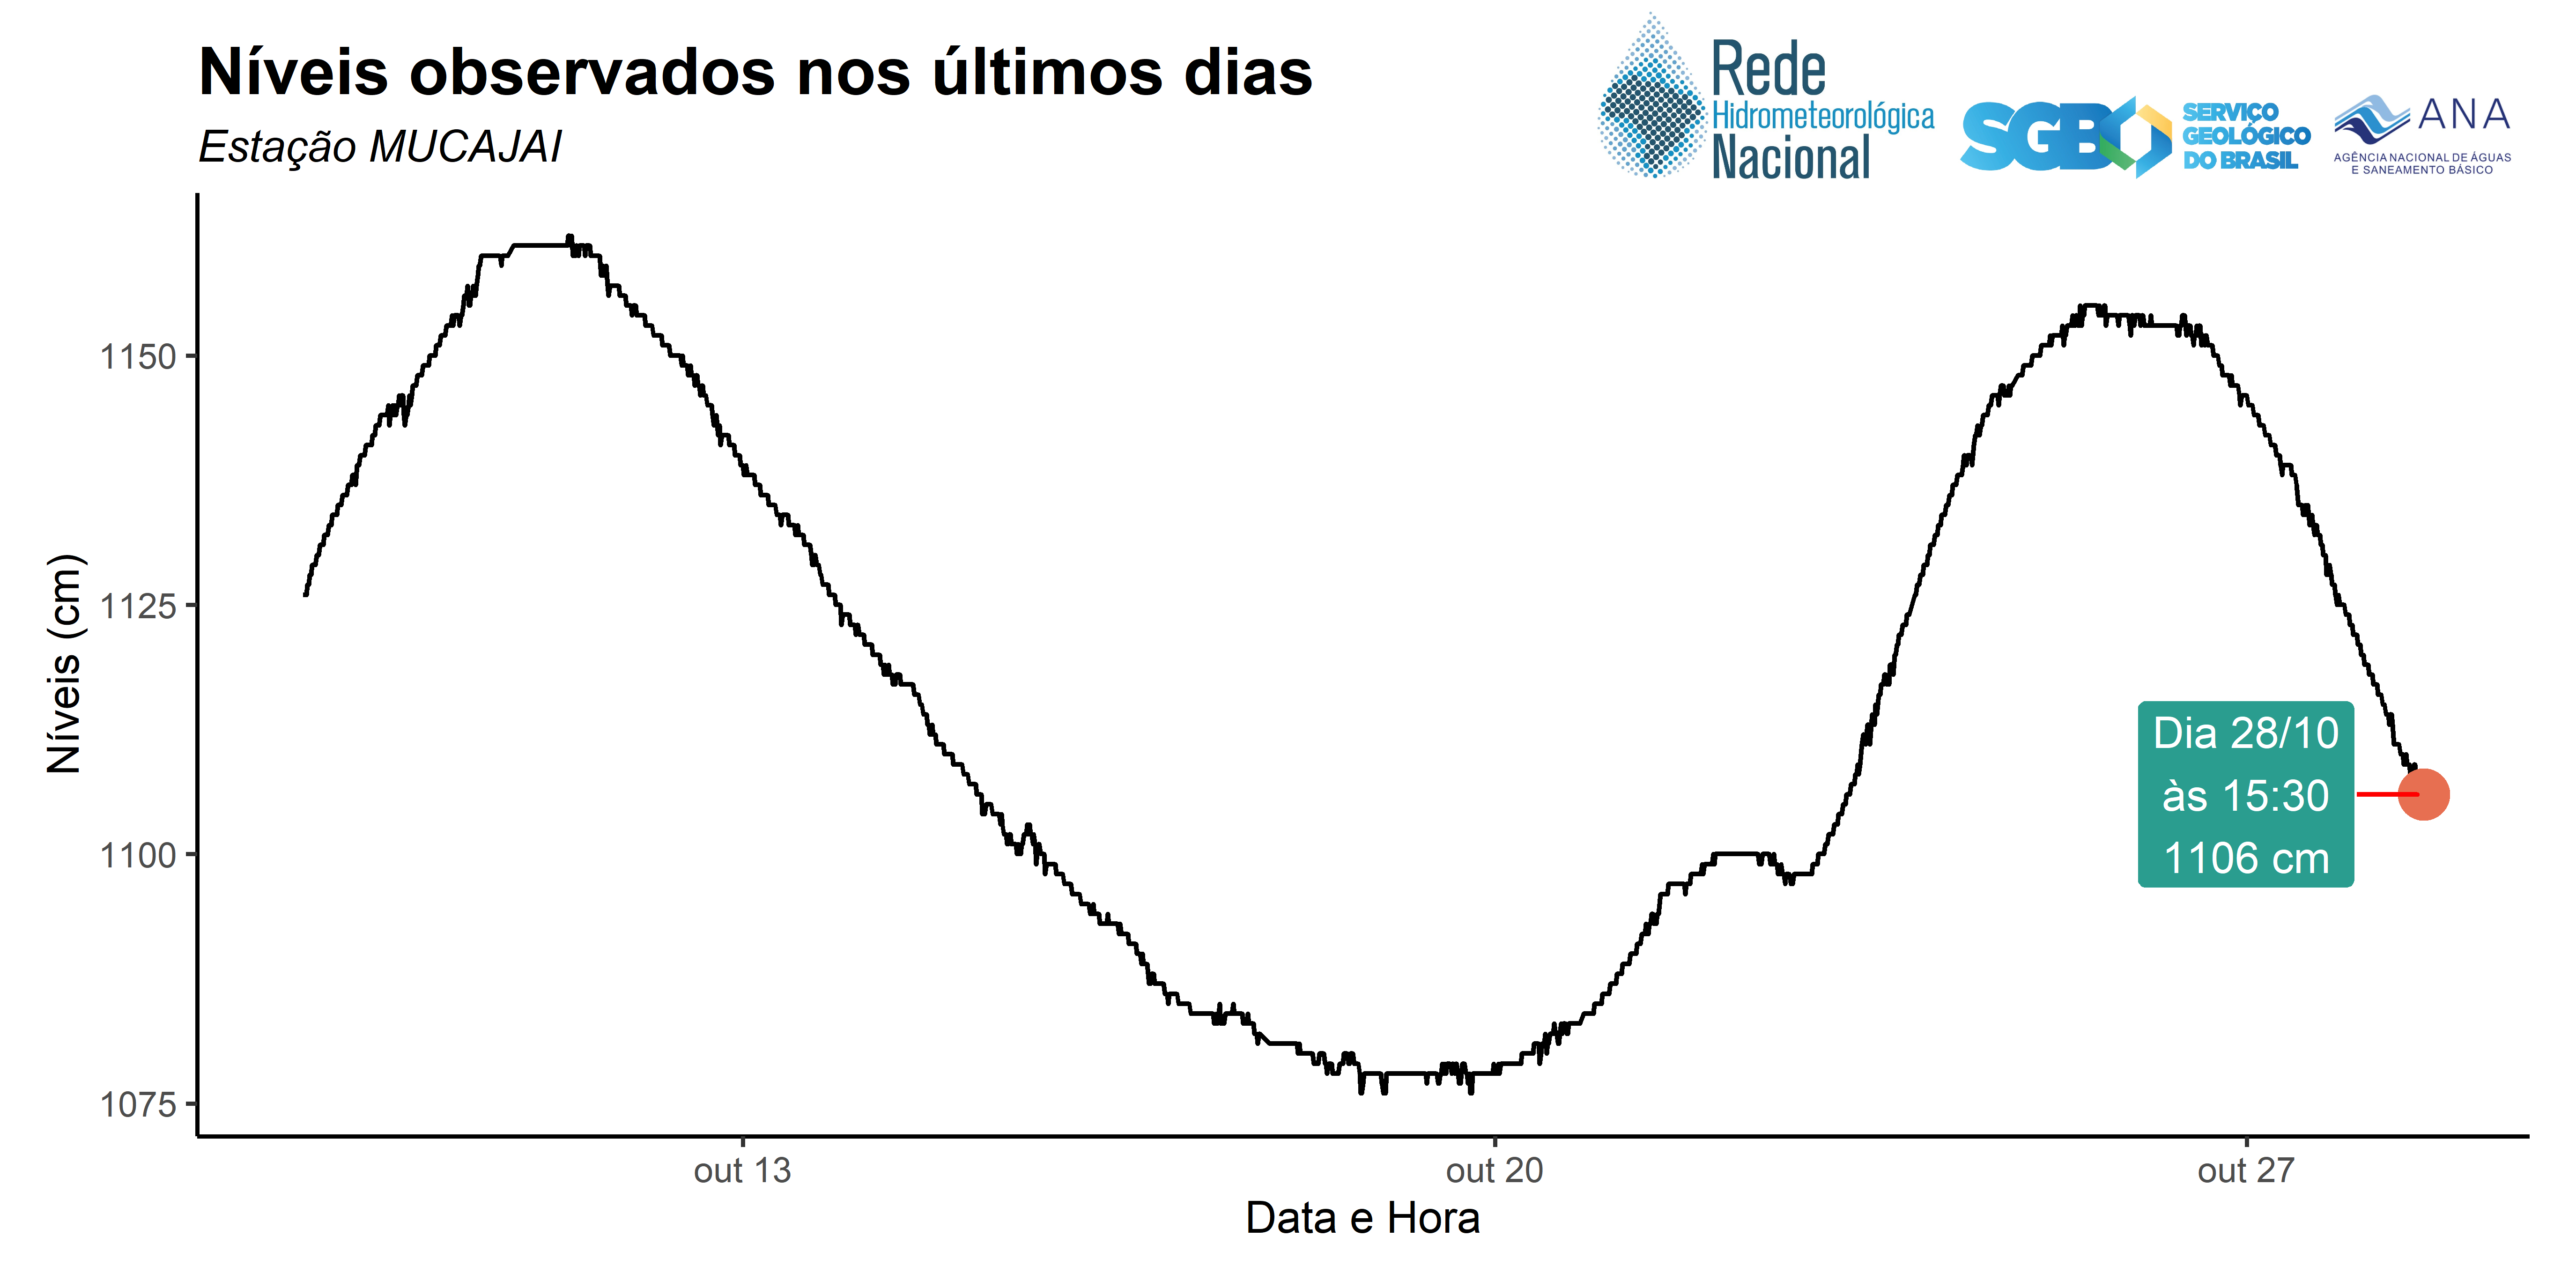 Níveis observados nos últimos dias
Estação MUCAJAI
Rede
Hidrometeorológica
Nacional
SGB
SERVIÇO
GEOLÓGICO
DO BRASIL
ANA
AGÊNCIA NACIONAL DE ÁGUAS
E SANEAMENTO BÁSICO
Níveis (cm)
1150
1125
1100
1075
Dia 28/10
às 15:30
1106 cm
out 13
out 20
out 27
Data e Hora